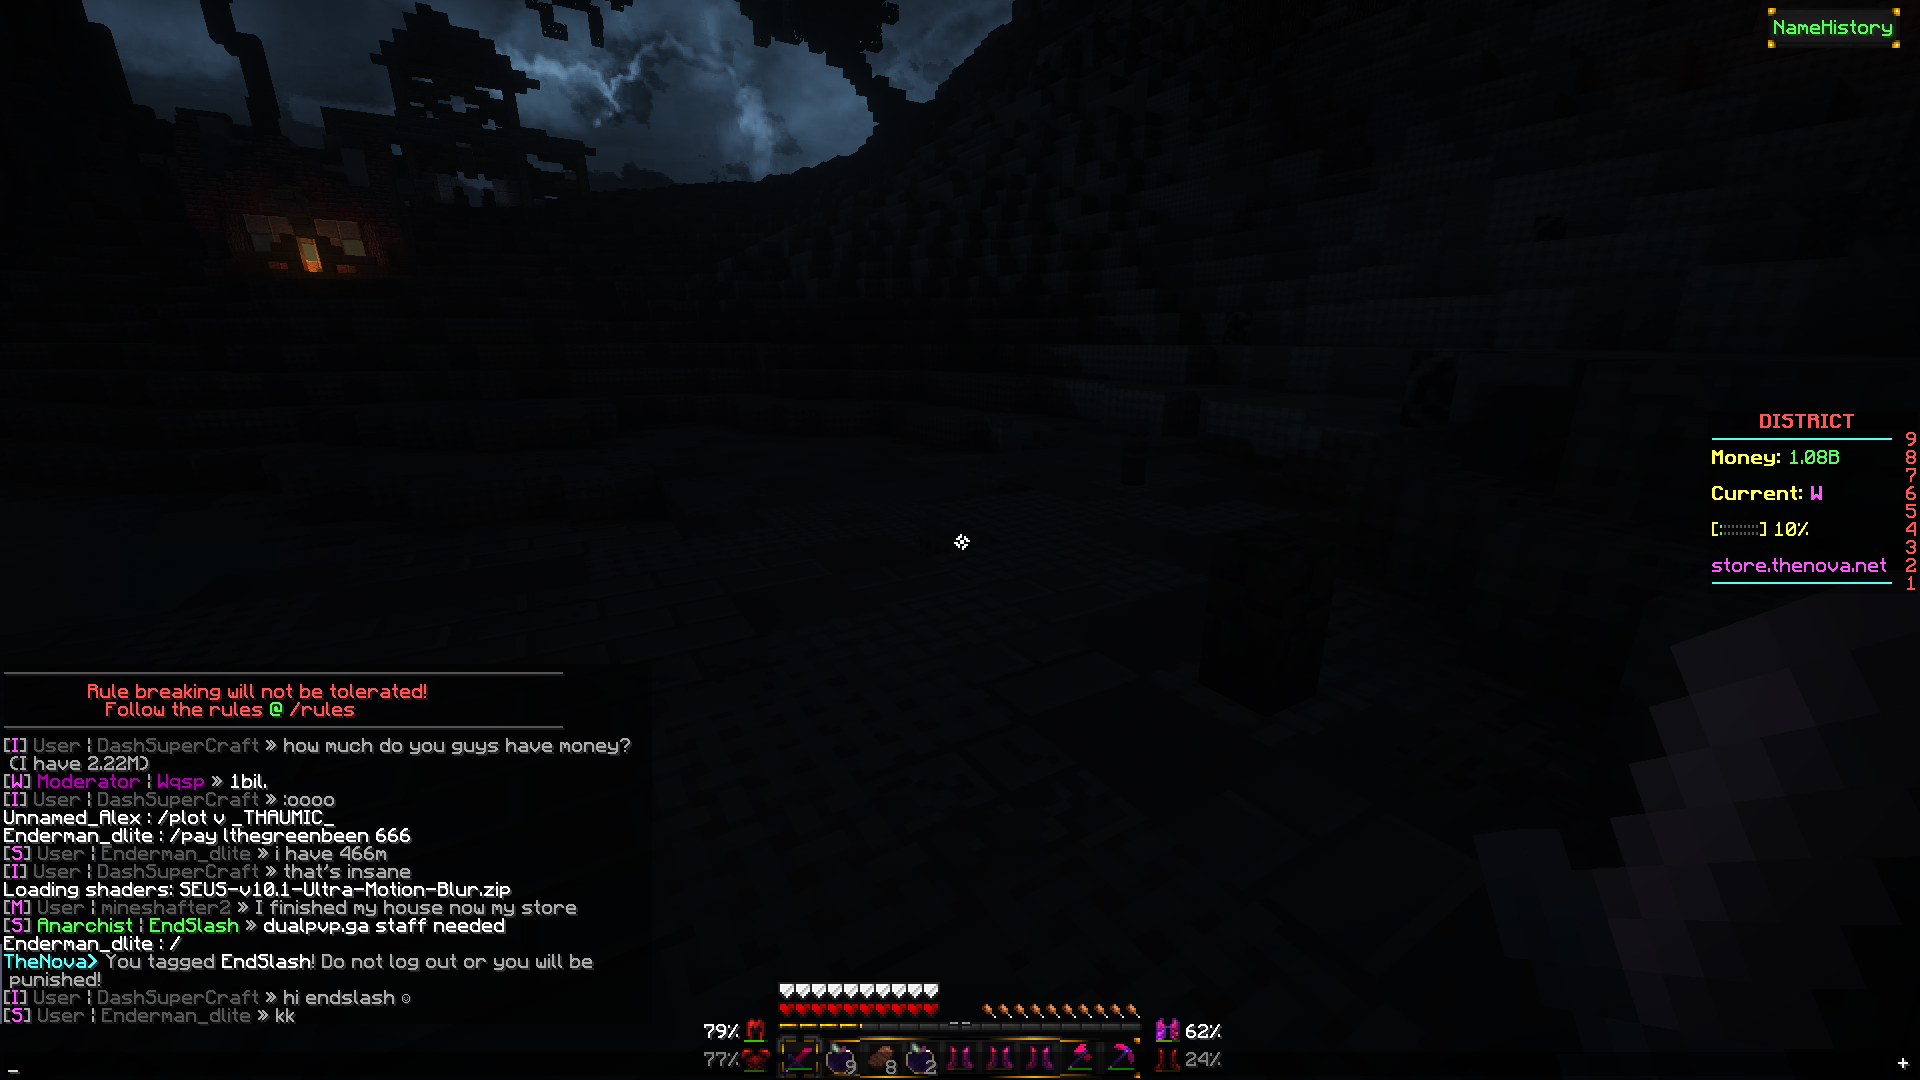 NameHistory
DISTRICT
9
Money: 1.08B 8
7
Current: W 6
5
[::::::::::] 10% 4
3
store.thenova.net 2
1
Rule breaking will not be tolerated!
Follow the rules @ /rules
[I] User ¦ DashSuperCraft » how much do you guys have money?
(I have 2.22M)
[W] Moderator ¦ Wqsp » 1bil.
[I] User ¦ DashSuperCraft » :oooo
Unnamed_Alex : /plot v _THAUMIC_
Enderman_dlite : /pay lthegreenbeen 666
[S] User ¦ Enderman_dlite » i have 466m
[I] User ¦ DashSuperCraft » that's insane
Loading shaders: SEUS-v10.1-Ultra-Motion-Blur.zip
[M] User ¦ mineshafter2 » I finished my house now my store
[S] Anarchist ¦ EndSlash » dualpvp.ga staff needed
Enderman_dlite : /
TheNova> You tagged EndSlash! Do not log out or you will be
punished!
[I] User ¦ DashSuperCraft » hi endslash ☺
[S] User ¦ Enderman_dlite » kk
79% 62%
77% 9 8 2 24%
_ +